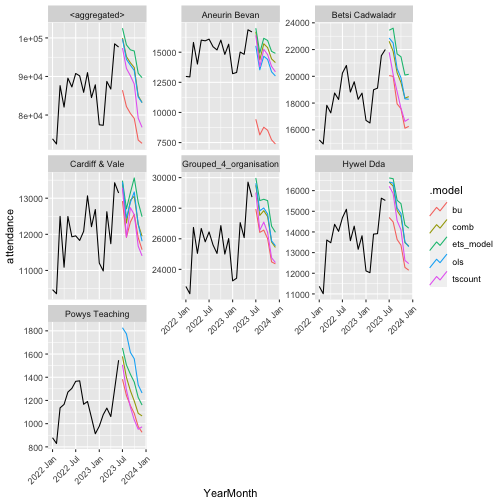 <aggregated>
Aneurin Bevan
Betsi Cadwaladr
1e+05
9e+04
8e+04
15000
12500
10000
7500
24000
22000
20000
18000
16000
Cardiff & Vale
Grouped_4_organisation
Hywel Dda
13000
12000
11000
28000
26000
24000
16000
15000
14000
13000
12000
11000
2022 Jan
2022 Jul
2023 Jan
2023 Jul
2024 Jan
2022 Jan
2022 Jul
2023 Jan
2023 Jul
2024 Jan
Powys Teaching
1800
1600
1400
1200
1000
800
2022 Jan
2022 Jul
2023 Jan
2023 Jul
2024 Jan
attendance
YearMonth
.model
bu
comb
ets_model
ols
tscount